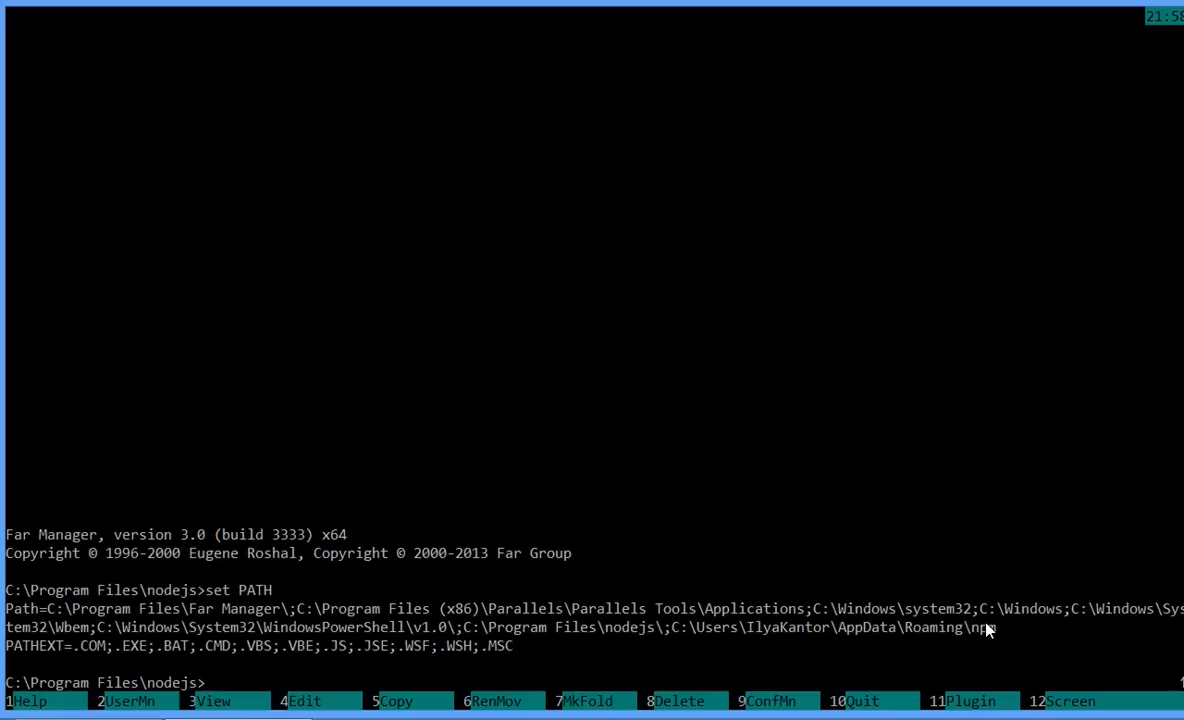 21:58
Far Manager, version 3.0 (build 3333) x64
Copyright © 1996-2000 Eugene Roshal, Copyright © 2000-2013 Far Group
C:\Program Files\nodejs>set PATH
Path=C:\Program Files\Far Manager\;C:\Program Files (x86)\Parallels\Parallels Tools\Applications;C:\Windows\system32;C:\Windows;C:\Windows\Sys
tem32\Wbem;C:\Windows\System32\WindowsPowerShell\v1.0\;C:\Program Files\nodejs\;C:\Users\IlyaKantor\AppData\Roaming\npm
PATHEXT=.COM;.EXE;.BAT;.CMD;.VBS;.VBE;.JS;.JSE;.WSF;.WSH;.MSC
C:\Program Files\nodejs>
1Help 2UserMn 3View 4Edit 5Copy 6RenMov 7MkFold 8Delete 9ConfMn 10Quit 11Plugin 12Screen